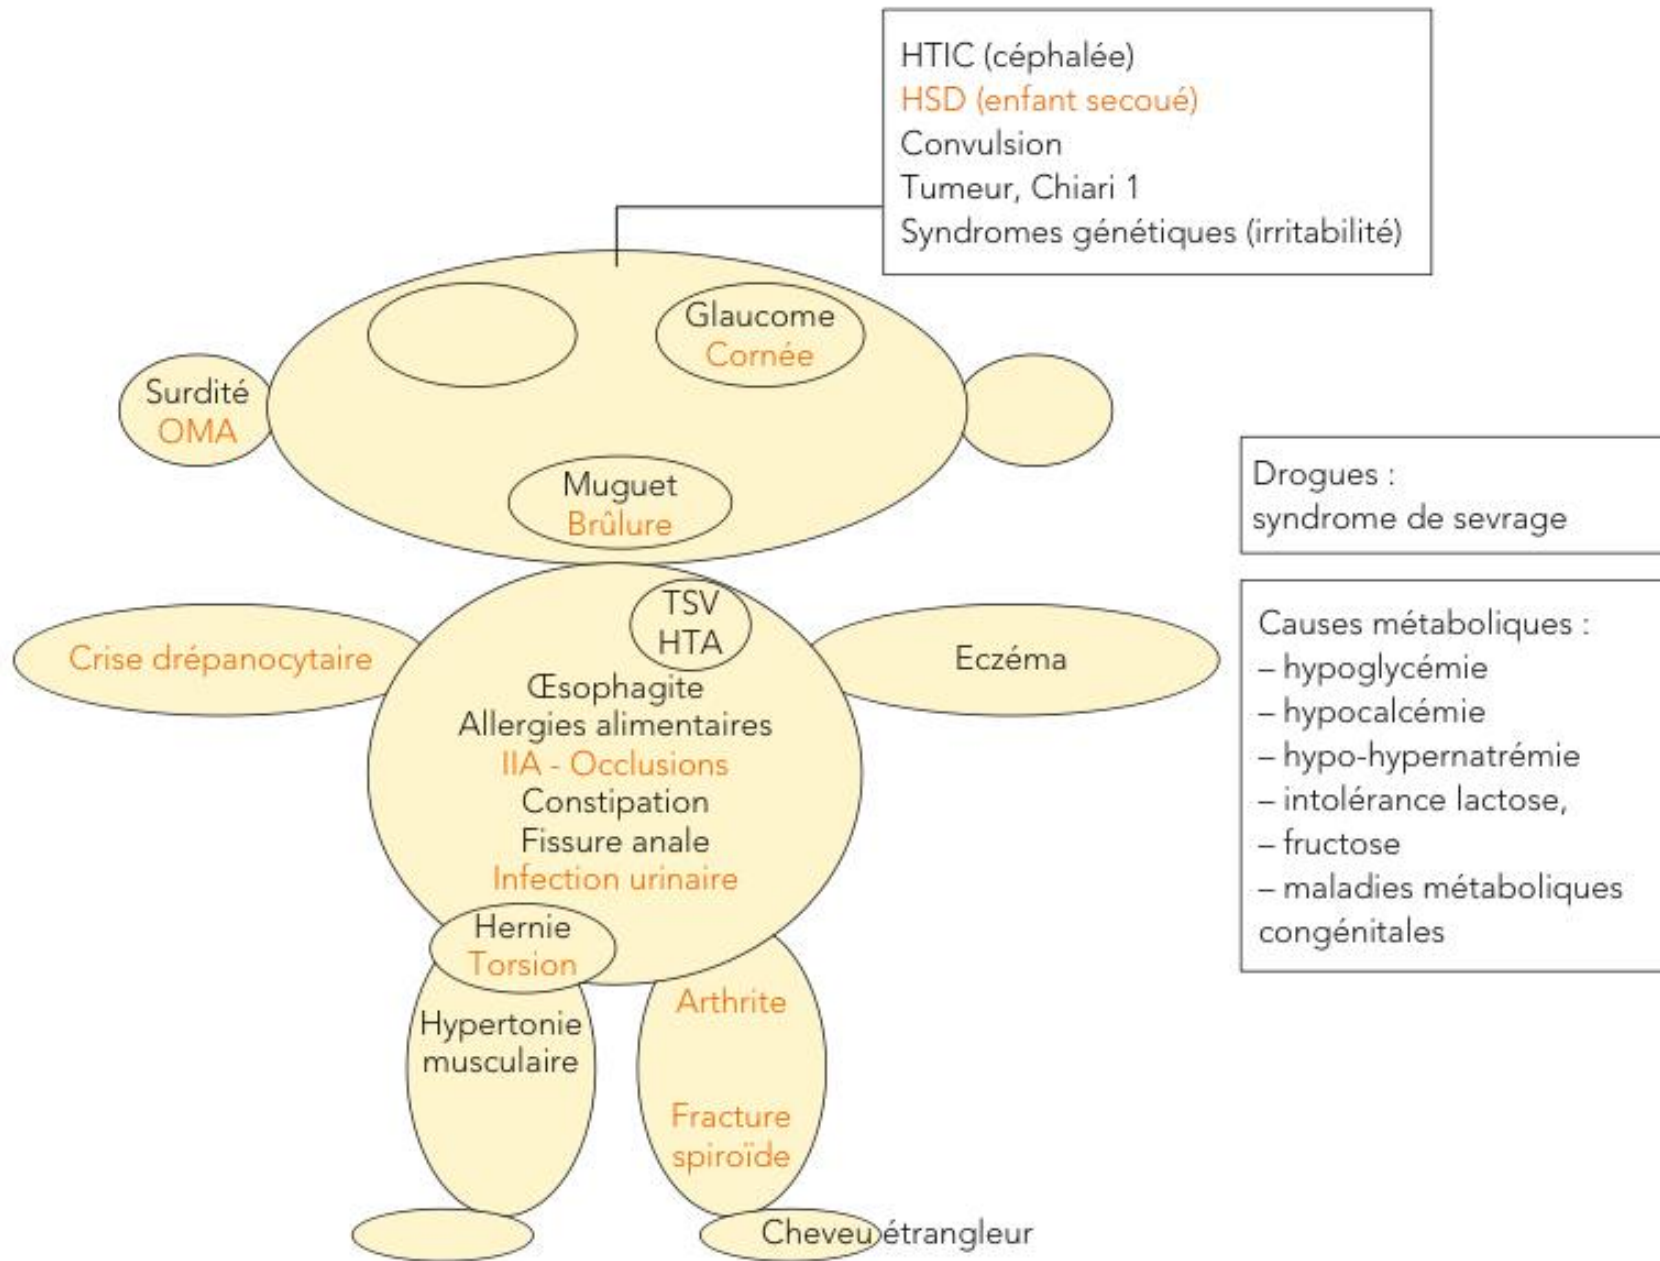 HTIC (céphalée)
HSD (enfant secoué)
Convulsion
Tumeur, Chiari 1
Syndromes génétiques (irritabilité)
Glaucome
Cornée
Surdité
OMA
Muguet
Brûlure
Drogues :
syndrome de sevrage
TSV
HTA
Crise drépanocytaire
Eczéma
Œsophagite
Allergies alimentaires
IIA - Occlusions
Constipation
Fissure anale
Infection urinaire
Causes métaboliques :
– hypoglycémie
– hypocalcémie
– hypo-hypernatrémie
– intolérance lactose,
– fructose
– maladies métaboliques
congénitales
Hernie
Torsion
Hypertonie
musculaire
Arthrite
Fracture
spiroïde
Cheveu étrangleur